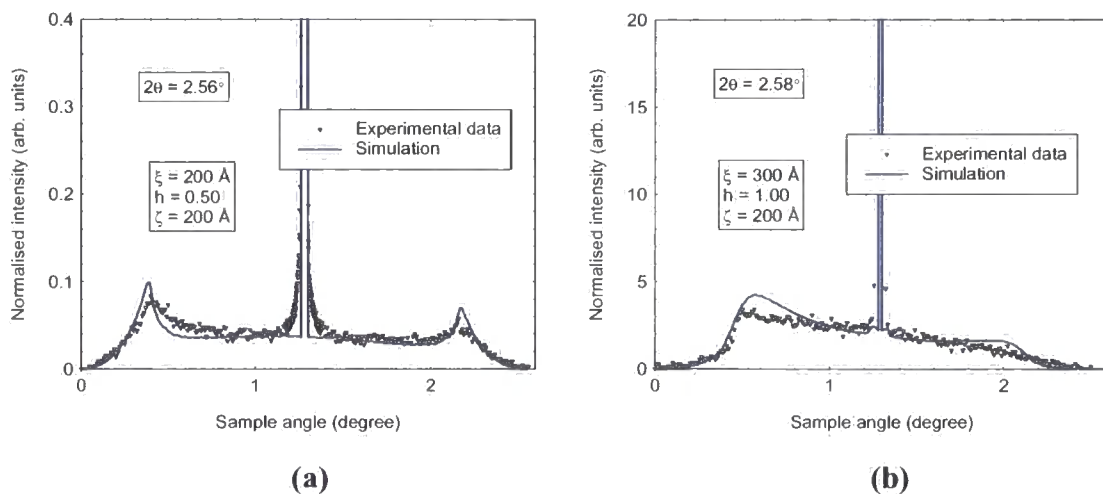 0.4
0.3
0.2
0.1
0
Normalised intensity (arb. units)
2θ = 2.56°
Experimental data
Simulation
ξ = 200 Å
h = 0.50
ζ = 200 Å
0 1 2
Sample angle (degree)
(a)
20
15
10
5
0
Normalised intensity (arb. units)
2θ = 2.58°
Experimental data
Simulation
ξ = 300 Å
h = 1.00
ζ = 200 Å
0 1 2
Sample angle (degree)
(b)